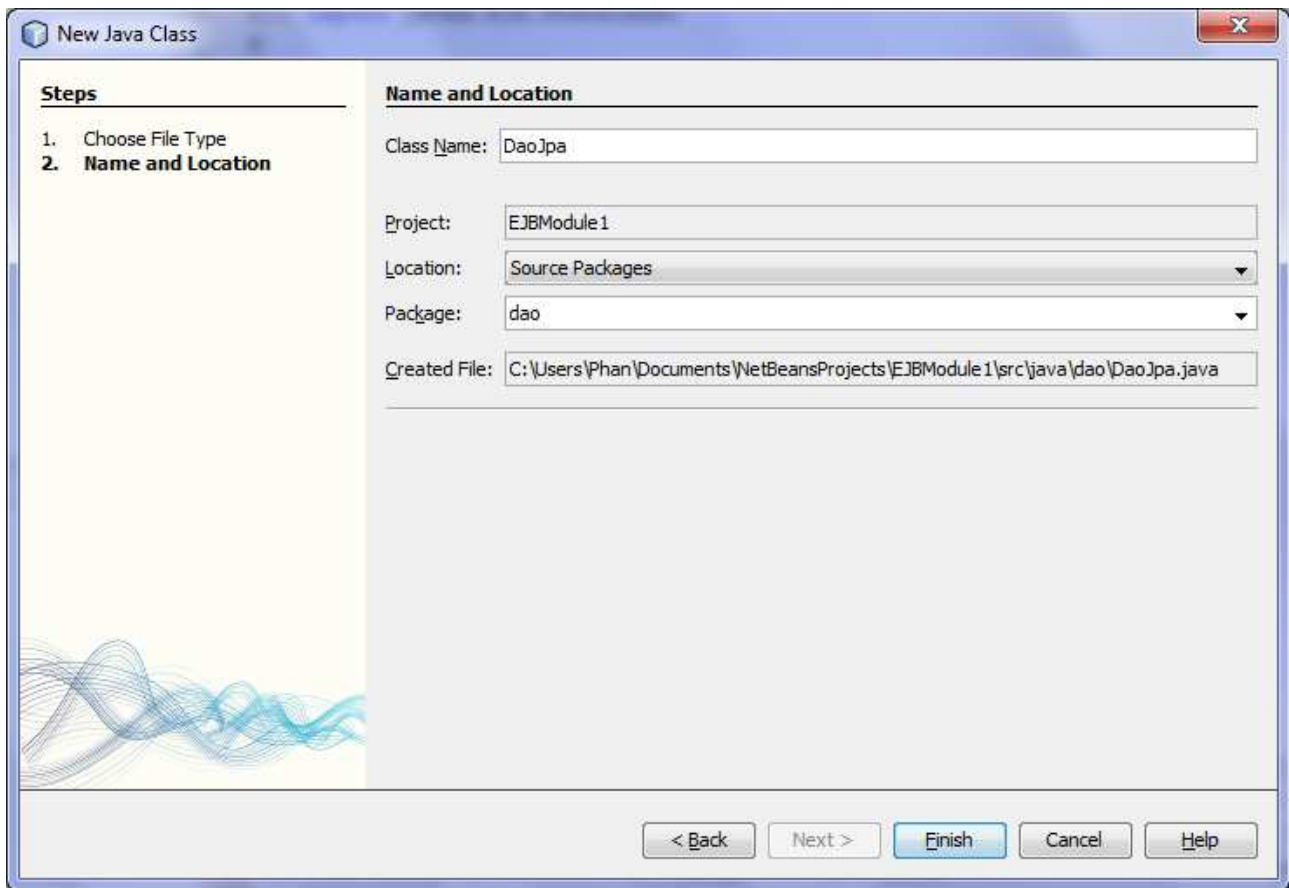 New Java Class
Steps
1. Choose File Type
2. Name and Location
Name and Location
Class Name: DaoJpa
Project: EJBModule1
Location: Source Packages
Package: dao
Created File: C:\Users\Phan\Documents\NetBeansProjects\EJBModule1\src\java\dao\DaoJpa.java
< Back Next > Finish Cancel Help